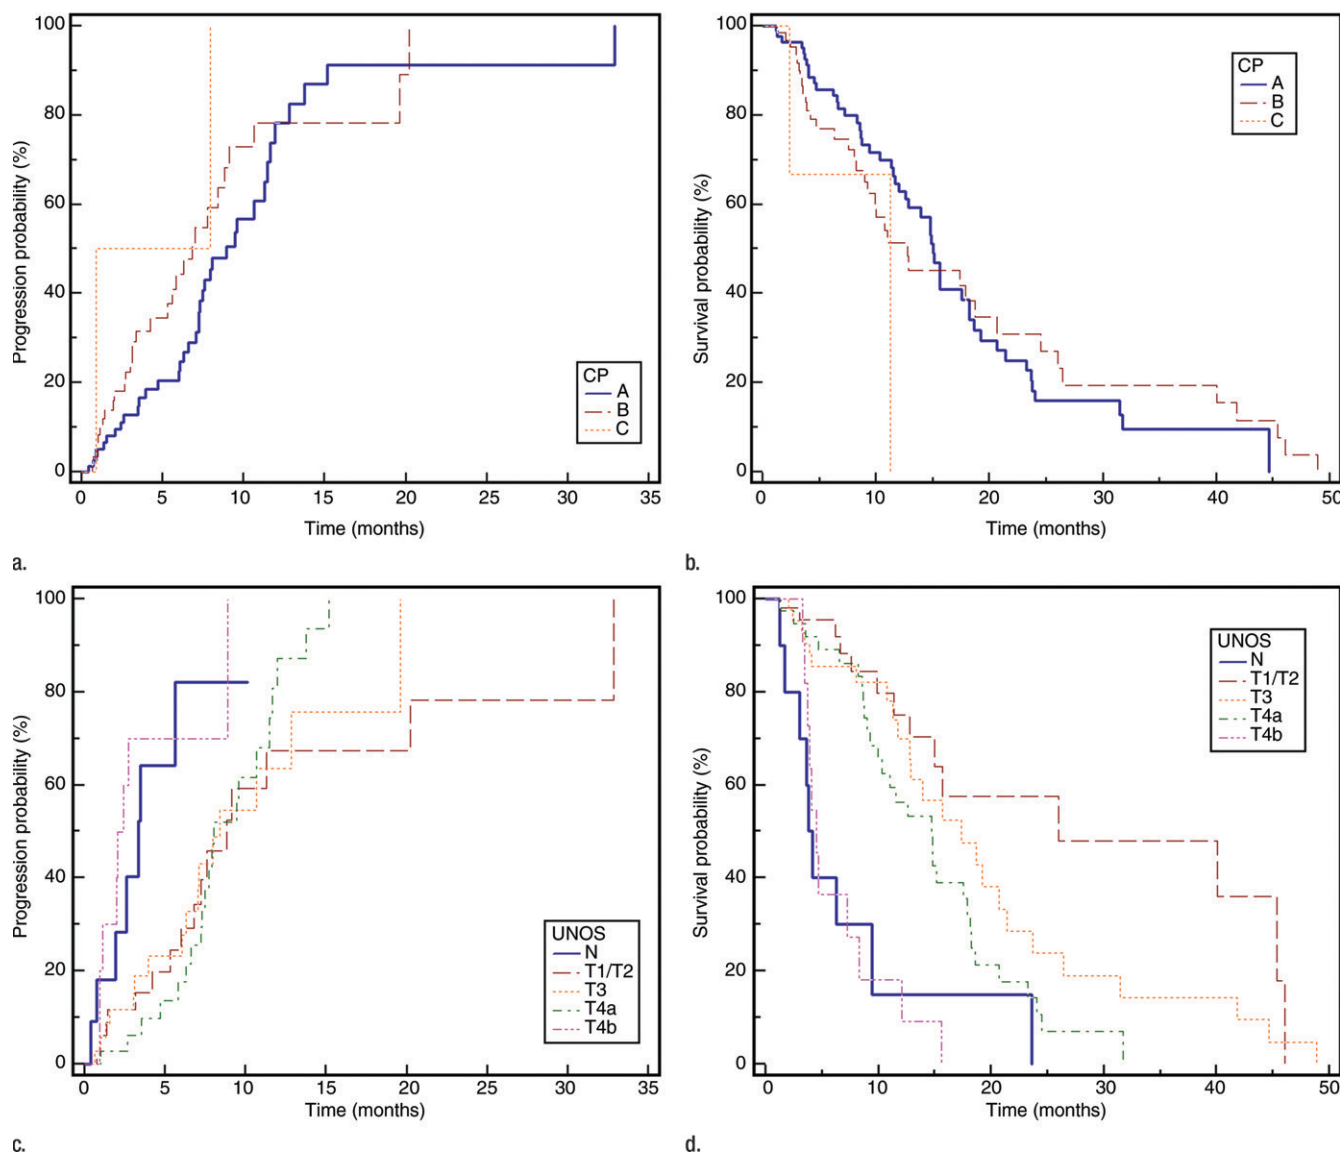 100
80
60
40
20
0
Progression probability (%)
CP
A
B
C
0 5 10 15 20 25 30 35
Time (months)
a.
100
80
60
40
20
0
Survival probability (%)
CP
A
B
C
0 10 20 30 40 50
Time (months)
b.
100
80
60
40
20
0
Progression probability (%)
UNOS
N
T1/T2
T3
T4a
T4b
0 5 10 15 20 25 30 35
Time (months)
c.
100
80
60
40
20
0
Survival probability (%)
UNOS
N
T1/T2
T3
T4a
T4b
0 10 20 30 40 50
Time (months)
d.